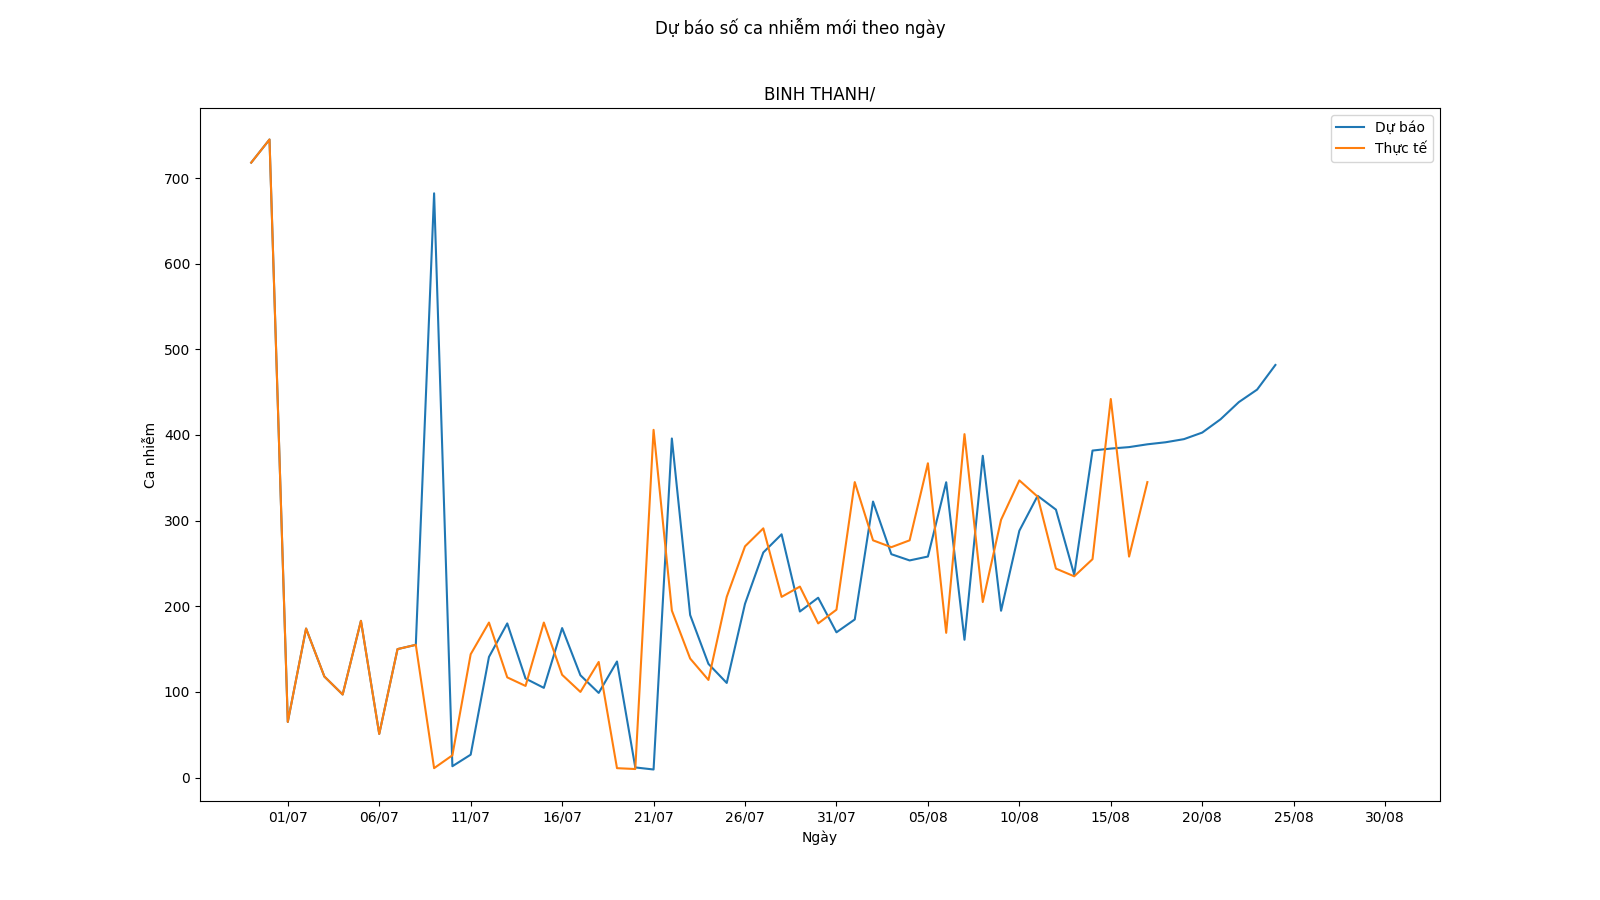 Dự báo số ca nhiễm mới theo ngày
BINH THANH/
Dự báo
Thực tế
700
600
500
400
300
200
100
0
Ca nhiễm
01/07 06/07 11/07 16/07 21/07 26/07 31/07 05/08 10/08 15/08 20/08 25/08 30/08
Ngày